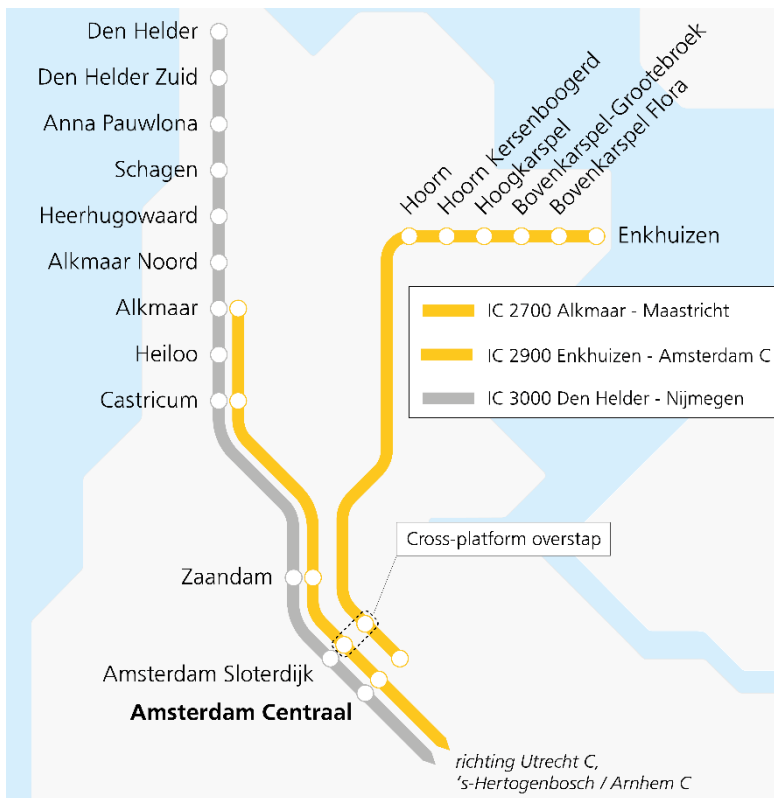 Den Helder
Den Helder Zuid
Anna Pauwlona
Schagen
Heerhugowaard
Alkmaar Noord
Alkmaar
Heiloo
Castricum
Zaandam
Amsterdam Sloterdijk
Amsterdam Centraal
Hoorn
Hoorn Kersenboogerd
Hoogkarspel
Bovenkarspel-Grootebroek
Bovenkarspel Flora
Enkhuizen
IC 2700 Alkmaar - Maastricht
IC 2900 Enkhuizen - Amsterdam C
IC 3000 Den Helder - Nijmegen
Cross-platform overstap
richting Utrecht C,
's-Hertogenbosch / Arnhem C